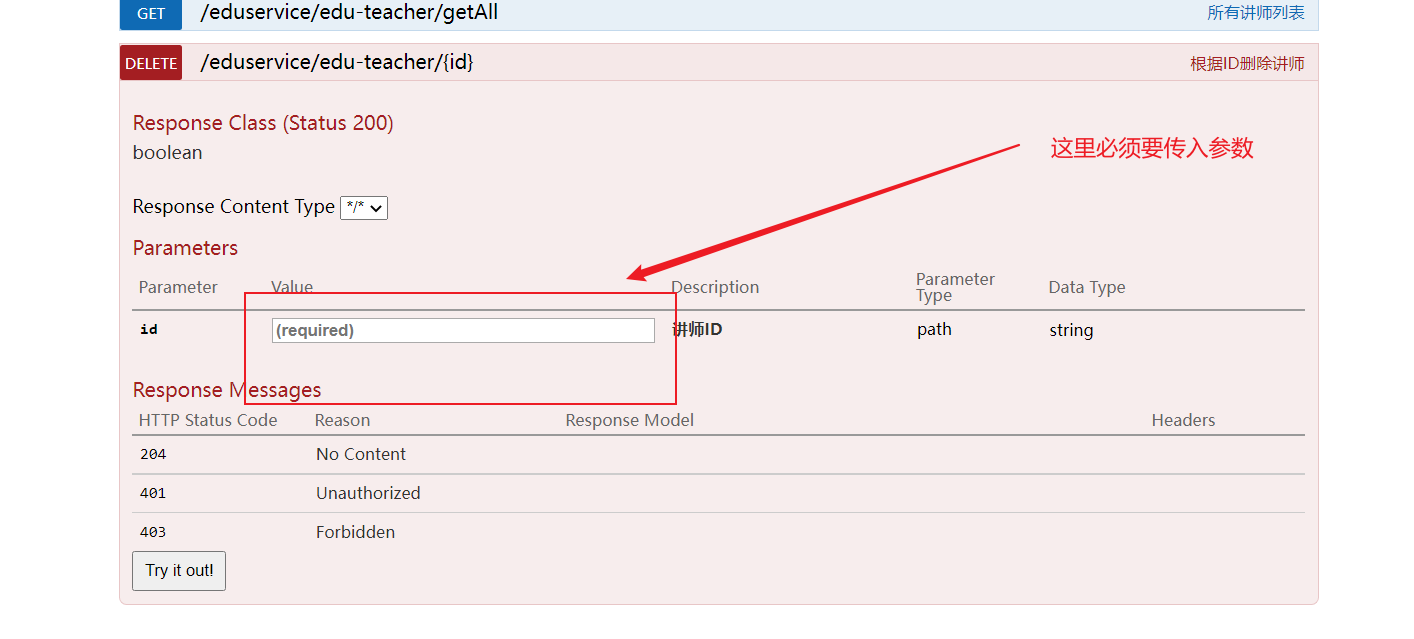 GET /eduservice/edu-teacher/getAll 所有讲师列表
DELETE /eduservice/edu-teacher/{id} 根据ID删除讲师
Response Class (Status 200)
这里必须要传入参数
boolean
Response Content Type */*
Parameters
Parameter Value Description Parameter Type Data Type
id (required) 讲师ID path string
Response Messages
HTTP Status Code Reason Response Model Headers
204 No Content
401 Unauthorized
403 Forbidden
Try it out!